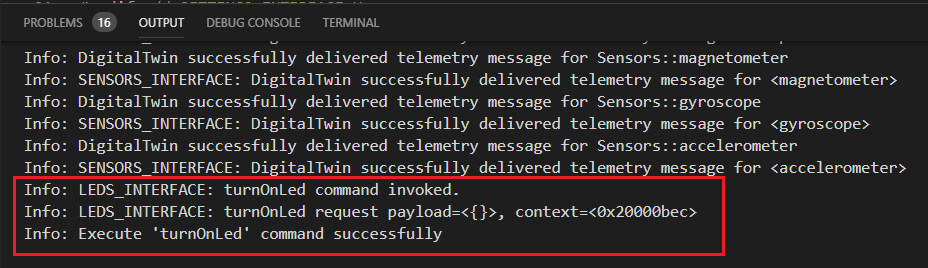 PROBLEMS 16 OUTPUT DEBUG CONSOLE TERMINAL
Info: DigitalTwin successfully delivered telemetry message for Sensors::magnetometer
Info: SENSORS_INTERFACE: DigitalTwin successfully delivered telemetry message for <magnetometer>
Info: DigitalTwin successfully delivered telemetry message for Sensors::gyroscope
Info: SENSORS_INTERFACE: DigitalTwin successfully delivered telemetry message for <gyroscope>
Info: DigitalTwin successfully delivered telemetry message for Sensors::accelerometer
Info: SENSORS_INTERFACE: DigitalTwin successfully delivered telemetry message for <accelerometer>
Info: LEDS_INTERFACE: turnOnLed command invoked.
Info: LEDS_INTERFACE: turnOnLed request payload=<{}>, context=<0x20000bec>
Info: Execute 'turnOnLed' command successfully